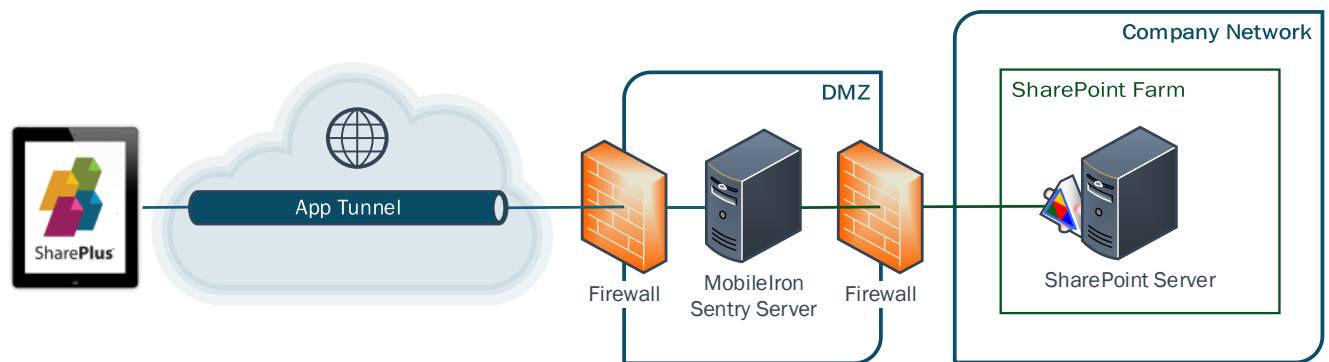 Company Network
DMZ
SharePoint Farm
App Tunnel
SharePlus
Firewall
MobileIron
Sentry Server
Firewall
SharePoint Server